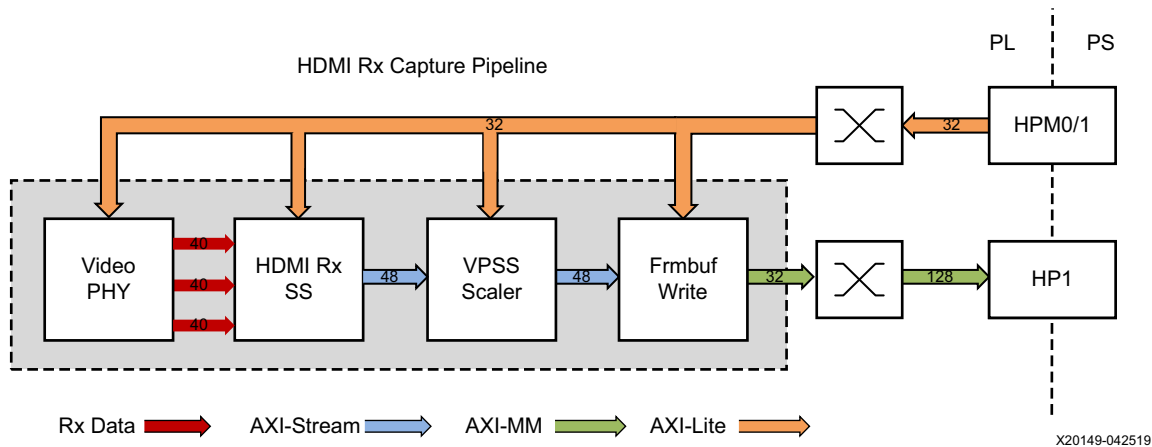 PL
PS
HDMI Rx Capture Pipeline
32
32
HPM0/1
Video
PHY
40
40
40
HDMI Rx
SS
48
VPSS
Scaler
48
Frmbuf
Write
32
128
HP1
Rx Data
AXI-Stream
AXI-MM
AXI-Lite
X20149-042519